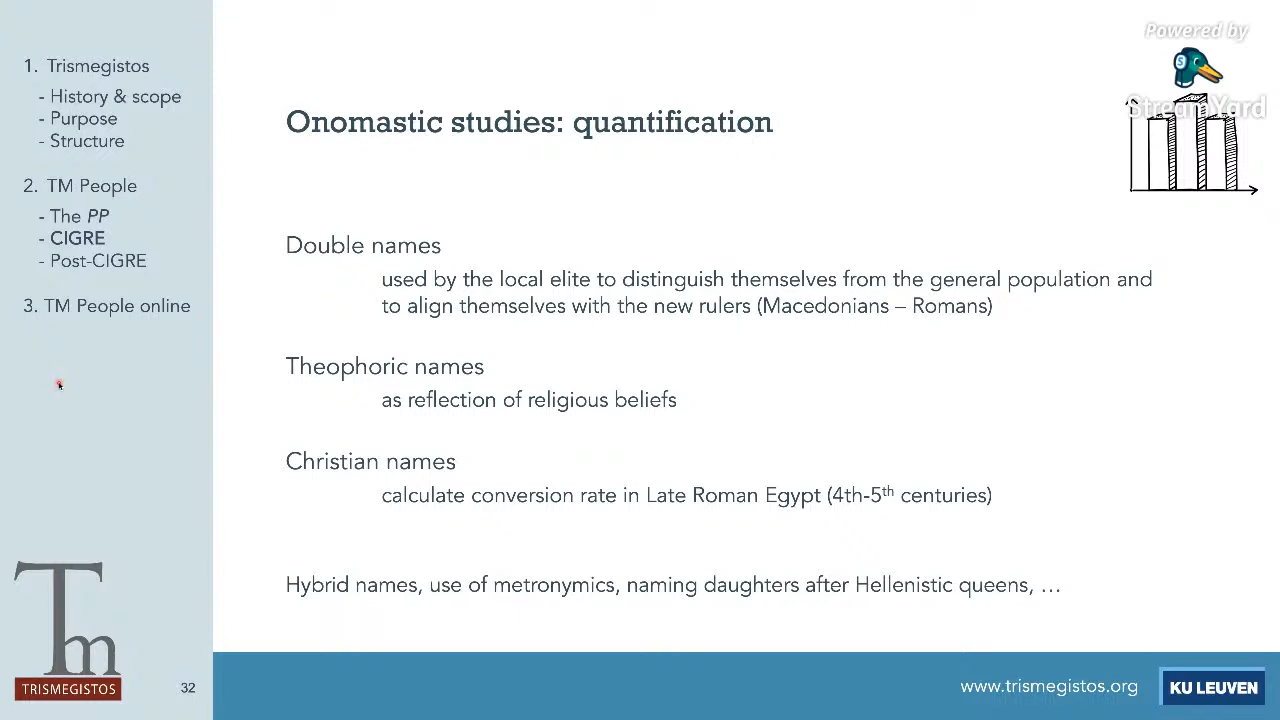 1. Trismegistos
- History & scope
- Purpose
- Structure
2. TM People
- The PP
- CIGRE
- Post-CIGRE
3. TM People online
Tm
TRISMEGISTOS
32
Powered by
StreamYard
Onomastic studies: quantification
Double names
used by the local elite to distinguish themselves from the general population and
to align themselves with the new rulers (Macedonians – Romans)
Theophoric names
as reflection of religious beliefs
Christian names
calculate conversion rate in Late Roman Egypt (4th-5th centuries)
Hybrid names, use of metronymics, naming daughters after Hellenistic queens, …
www.trismegistos.org
KU LEUVEN